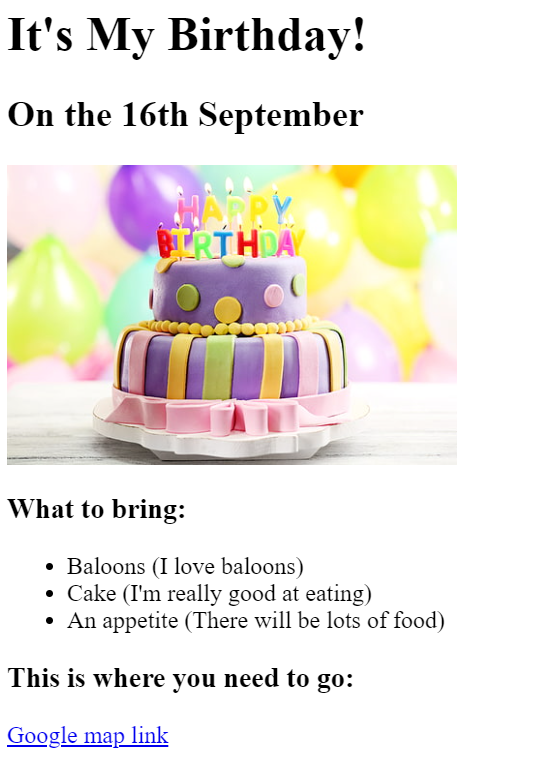 It's My Birthday!
On the 16th September
HAPPY
BIRTHDAY
What to bring:
Baloons (I love baloons)
Cake (I'm really good at eating)
An appetite (There will be lots of food)
This is where you need to go:
Google map link